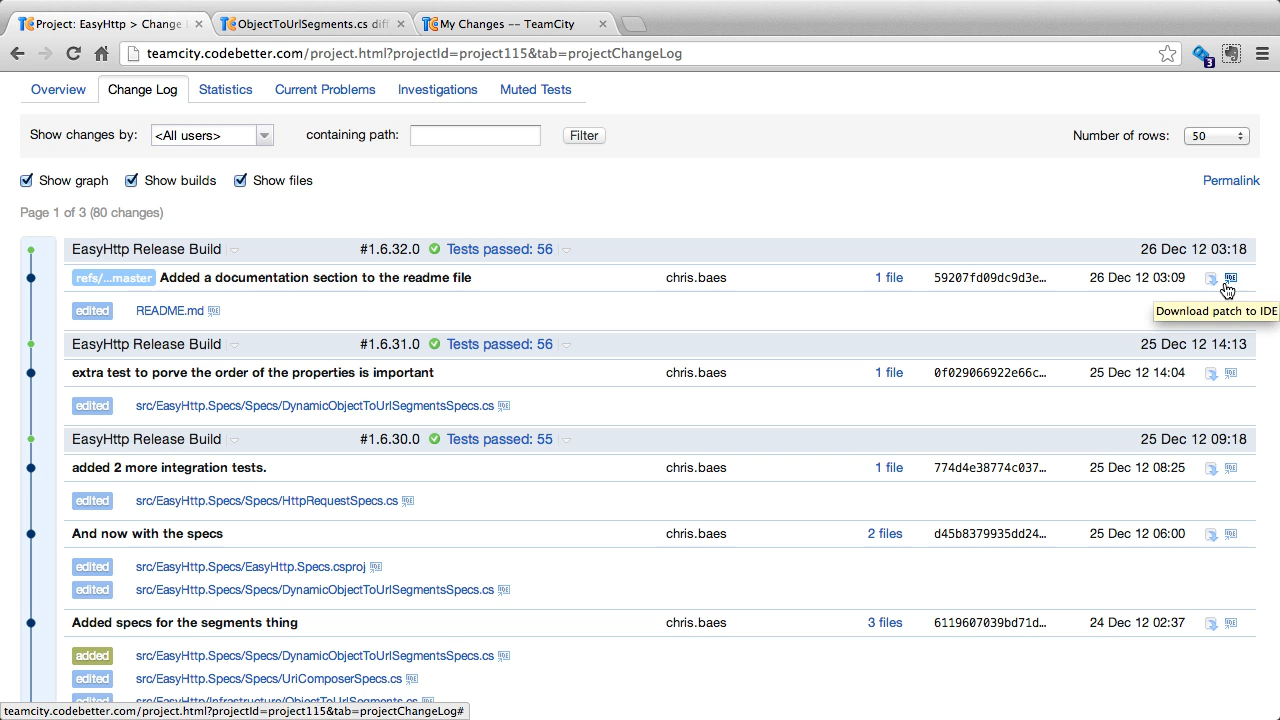 Project: EasyHttp > Change
ObjectToUrlSegments.cs diff
My Changes -- TeamCity
teamcity.codebetter.com/project.html?projectId=project115&tab=projectChangeLog
3
Overview Change Log Statistics Current Problems Investigations Muted Tests
Show changes by: <All users> containing path: Filter Number of rows: 50
Show graph Show builds Show files Permalink
Page 1 of 3 (80 changes)
EasyHttp Release Build #1.6.32.0 Tests passed: 56 26 Dec 12 03:18
refs/...master Added a documentation section to the readme file chris.baes 1 file 59207fd09dc9d3e… 26 Dec 12 03:09
edited README.md
Download patch to IDE
EasyHttp Release Build #1.6.31.0 Tests passed: 56 25 Dec 12 14:13
extra test to porve the order of the properties is important chris.baes 1 file 0f029066922e66c… 25 Dec 12 14:04
edited src/EasyHttp.Specs/Specs/DynamicObjectToUrlSegmentsSpecs.cs
EasyHttp Release Build #1.6.30.0 Tests passed: 55 25 Dec 12 09:18
added 2 more integration tests. chris.baes 1 file 774d4e38774c037… 25 Dec 12 08:25
edited src/EasyHttp.Specs/Specs/HttpRequestSpecs.cs
And now with the specs chris.baes 2 files d45b8379935dd24… 25 Dec 12 06:00
edited src/EasyHttp.Specs/EasyHttp.Specs.csproj
edited src/EasyHttp.Specs/Specs/DynamicObjectToUrlSegmentsSpecs.cs
Added specs for the segments thing chris.baes 3 files 6119607039bd71d… 24 Dec 12 02:37
added src/EasyHttp.Specs/Specs/DynamicObjectToUrlSegmentsSpecs.cs
edited src/EasyHttp.Specs/Specs/UriComposerSpecs.cs
edited src/EasyHttp/Infrastructure/ObjectToUrlSegments.cs
teamcity.codebetter.com/project.html?projectId=project115&tab=projectChangeLog#